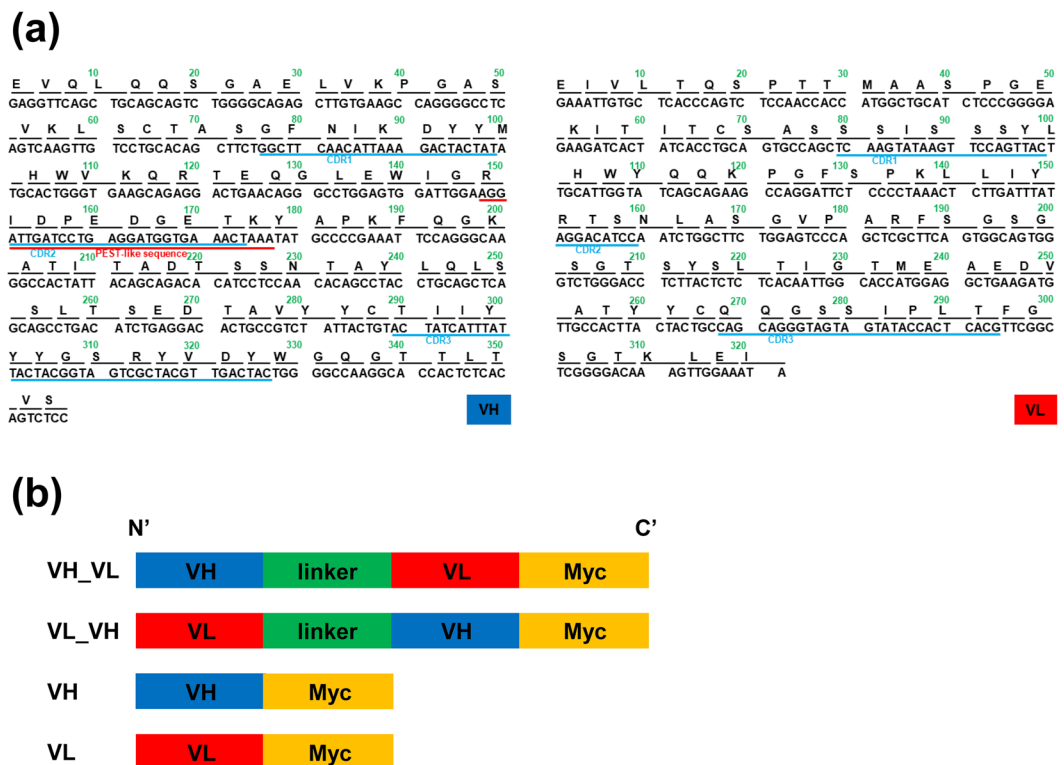 (a)
10 20 30 40 50
E V Q L Q Q S G A E L V K P G A S
GAGGTTCAGC TGCAGCAGTC TGGGGCAGAG CTTGTGAAGC CAGGGGCCTC
60 70 80 90 100
V K L S C T A S G F N I K D Y Y M
AGTCAAGTTG TCCTGCACAG CTTCTGGCTT CAACATTAAA GACTACTATA
CDR1
110 120 130 140 150
H W V K Q R T E Q G L E W I G R
TGCACTGGGT GAAGCAGAGG ACTGAACAGG GCCTGGAGTG GATTGGAAGG
160 170 180 190 200
I D P E D G E T K Y A P K F Q G K
ATTGATCCTG AGGATGGTGA AACTAAATAT GCCCCGAAAT TCCAGGGCAA
CDR2 PEST-like sequence
210 220 230 240 250
A T I T A D T S S N T A Y L Q L S
GGCCACTATT ACAGCAGACA CATCCTCCAA CACAGCCTAC CTGCAGCTCA
260 270 280 290 300
S L T S E D T A V Y Y C T I I Y
GCAGCCTGAC ATCTGAGGAC ACTGCCGTCT ATTACTGTAC TATCATTTAT
CDR3
310 320 330 340 350
Y Y G S R Y V D Y W G Q G T T L T
TACTACGGTA GTCGCTACGT TGACTACTGG GGCCAAGGCA CCACTCTCAC
V S
AGTCTCC
VH
10 20 30 40 50
E I V L T Q S P T T M A A S P G E
GAAATTGTGC TCACCCAGTC TCCAACCACC ATGGCTGCAT CTCCCGGGGA
60 70 80 90 100
K I T I T C S A S S S I S S S Y L
GAAGATCACT ATCACCTGCA GTGCCAGCTC AAGTATAAGT TCCAGTTACT
CDR1
110 120 130 140 150
H W Y Q Q K P G F S P K L L I Y
TGCATTGGTA TCAGCAGAAG CCAGGATTCT CCCCTAAACT CTTGATTTAT
160 170 180 190 200
R T S N L A S G V P A R F S G S G
AGGACATCCA ATCTGGCTTC TGGAGTCCCA GCTCGCTTCA GTGGCAGTGG
CDR2
210 220 230 240 250
S G T S Y S L T I G T M E A E D V
GTCTGGGACC TCTTACTCTC TCACAATTGG CACCATGGAG GCTGAAGATG
260 270 280 290 300
A T Y Y C Q Q G S S I P L T F G
TTGCCACTTA CTACTGCCAG CAGGGTAGTA GTATACCACT CACGTTCGGC
CDR3
310 320
S G T K L E I
TCGGGGACAA AGTTGGAAAT A
VL
(b)
N’ C’
VH_VL VH linker VL Myc
VL_VH VL linker VH Myc
VH VH Myc
VL VL Myc